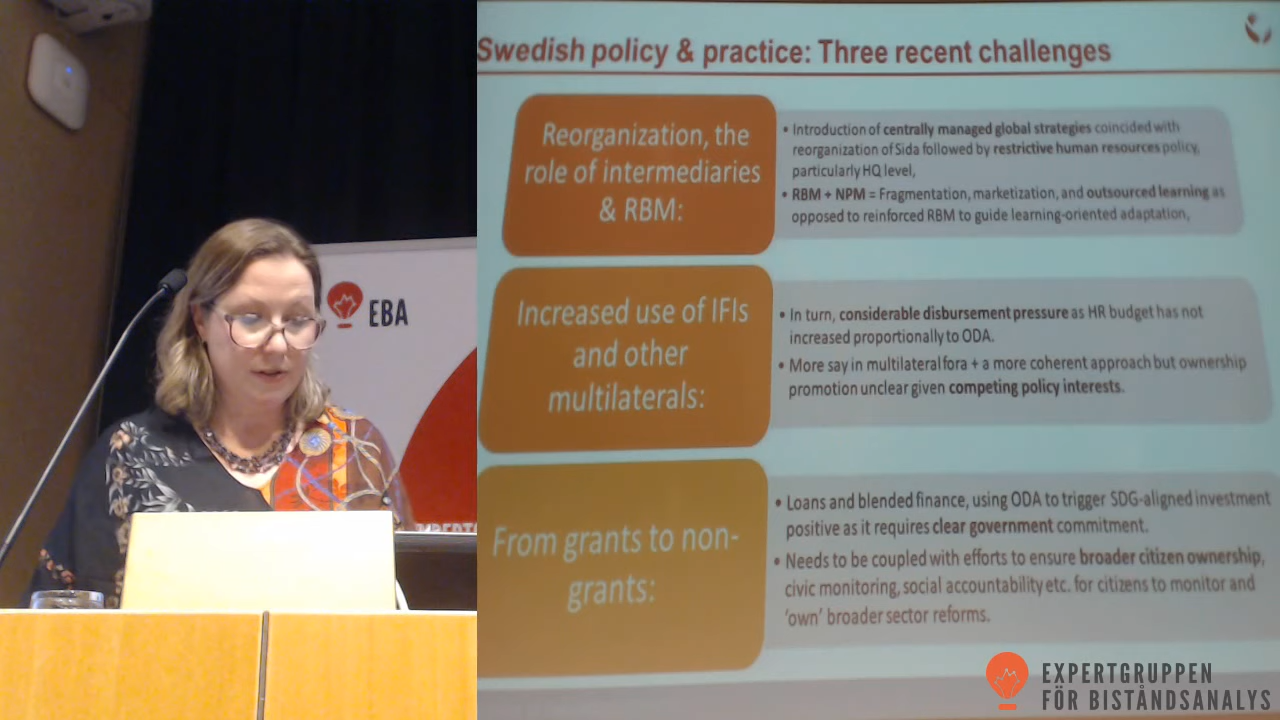 Swedish policy & practice: Three recent challenges
Reorganization, the
role of intermediaries
& RBM:
• Introduction of centrally managed global strategies coincided with
reorganization of Sida followed by restrictive human resources policy,
particularly HQ level,
• RBM + NPM = Fragmentation, marketization, and outsourced learning as
opposed to reinforced RBM to guide learning-oriented adaptation,
Increased use of IFIs
and other
multilaterals:
• In turn, considerable disbursement pressure as HR budget has not
increased proportionally to ODA.
• More say in multilateral fora + a more coherent approach but ownership
promotion unclear given competing policy interests.
From grants to non-
grants:
• Loans and blended finance, using ODA to trigger SDG-aligned investment
positive as it requires clear government commitment.
• Needs to be coupled with efforts to ensure broader citizen ownership,
civic monitoring, social accountability etc. for citizens to monitor and
‘own’ broader sector reforms.
EBA
EXPERTGRUPPEN
FÖR BISTÅNDSANALYS